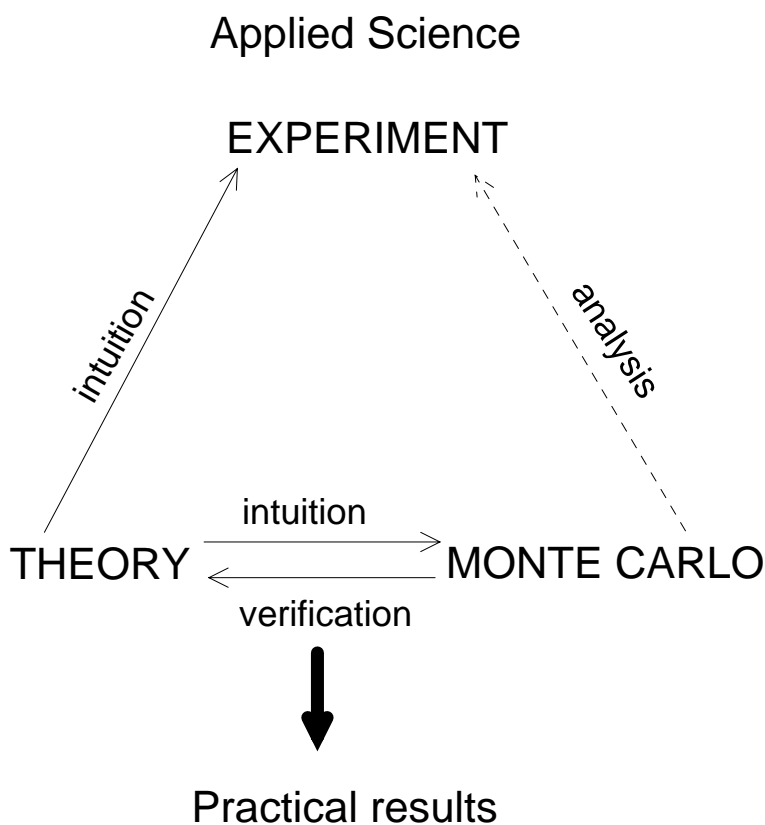 Applied Science
EXPERIMENT
intuition
analysis
intuition
THEORY
MONTE CARLO
verification
Practical results